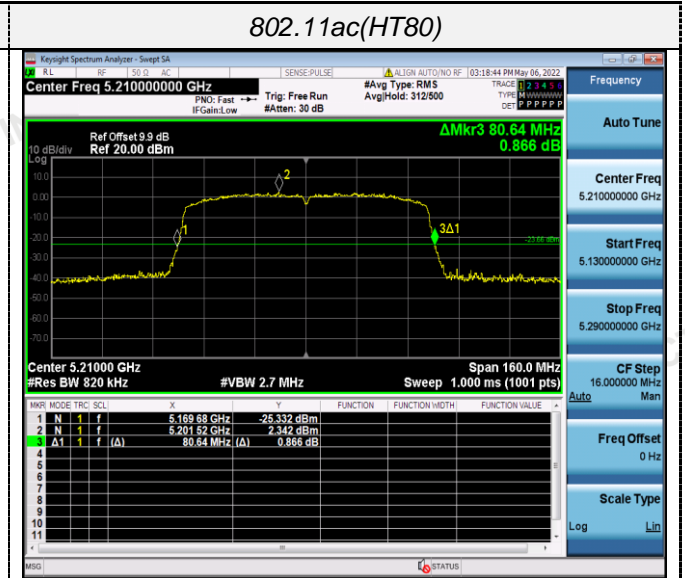 802.11ac(HT80)
Keysight Spectrum Analyzer - Swept SA
RL RF 50 Ω AC SENSE:PULSE ALIGN AUTO/NO RF 03:18:44 PM May 06, 2022
Center Freq 5.210000000 GHz
PNO: Fast
IFGain:Low
Trig: Free Run
#Atten: 30 dB
#Avg Type: RMS
Avg|Hold: 312/500
TRACE 1 2 3 4 5 6
TYPE M WWWWW
DET P P P P P P
Frequency
Auto Tune
Center Freq
5.210000000 GHz
Start Freq
5.130000000 GHz
Stop Freq
5.290000000 GHz
CF Step
16.000000 MHz
Auto Man
Freq Offset
0 Hz
Scale Type
Log Lin
Ref Offset 9.9 dB
10 dB/div Ref 20.00 dBm
Log
ΔMkr3 80.64 MHz
0.866 dB
10.0
0.00
-10.0
-20.0
-30.0
-40.0
-50.0
-60.0
-70.0
2
1
3Δ1
-23.66 dBm
Center 5.21000 GHz Span 160.0 MHz
#Res BW 820 kHz #VBW 2.7 MHz Sweep 1.000 ms (1001 pts)
MKR MODE TRC SCL X Y FUNCTION FUNCTION WIDTH FUNCTION VALUE
1 N 1 f 5.169 68 GHz -25.332 dBm
2 N 1 f 5.201 52 GHz 2.342 dBm
3 Δ1 1 f (Δ) 80.64 MHz (Δ) 0.866 dB
4
5
6
7
8
9
10
11
MSG STATUS